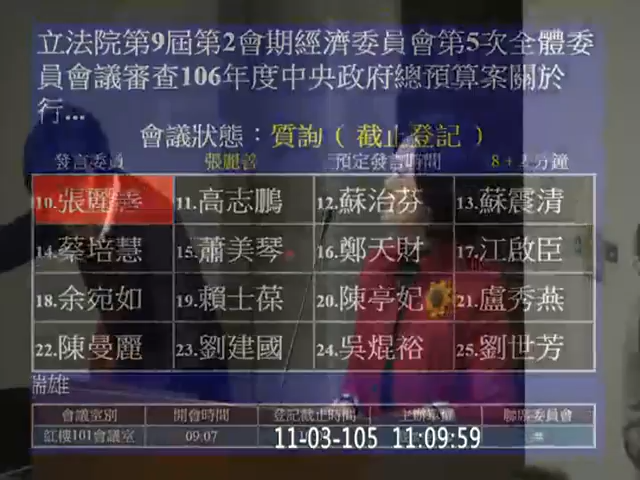 立法院第9屆第2會期經濟委員會第5次全體委
員會議審查106年度中央政府總預算案關於
行...
會議狀態：質詢（截止登記）
發言委員 張麗善 預定發言時間 8+2分鐘
10.張麗善 11.高志鵬 12.蘇治芬 13.蘇震清
14.蔡培慧 15.蕭美琴 16.鄭天財 17.江啟臣
18.余宛如 19.賴士葆 20.陳亭妃 21.盧秀燕
22.陳曼麗 23.劉建國 24.吳焜裕 25.劉世芳
瑞雄
會議室別 開會時間 登記截止時間 主辦單位 聯席委員會
紅樓101會議室 09:07 無
11-03-105 11:09:59